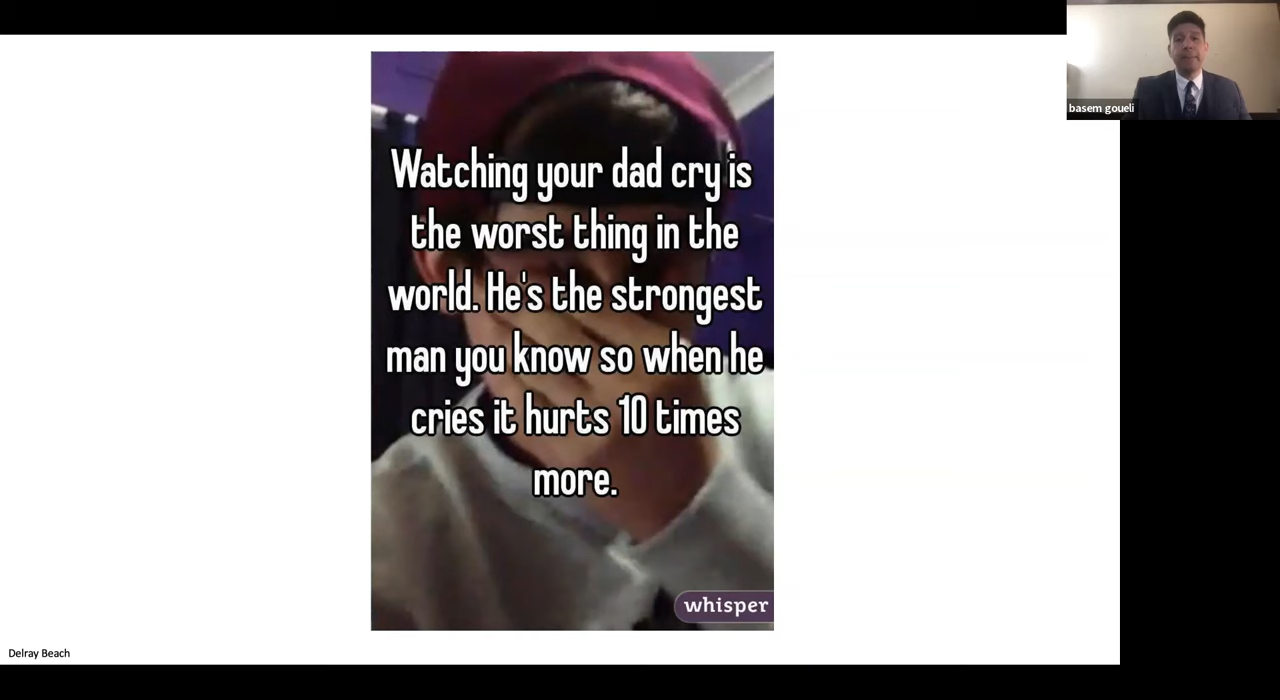 basem goueli
Watching your dad cry is
the worst thing in the
world. He's the strongest
man you know so when he
cries it hurts 10 times
more.
whisper
Delray Beach